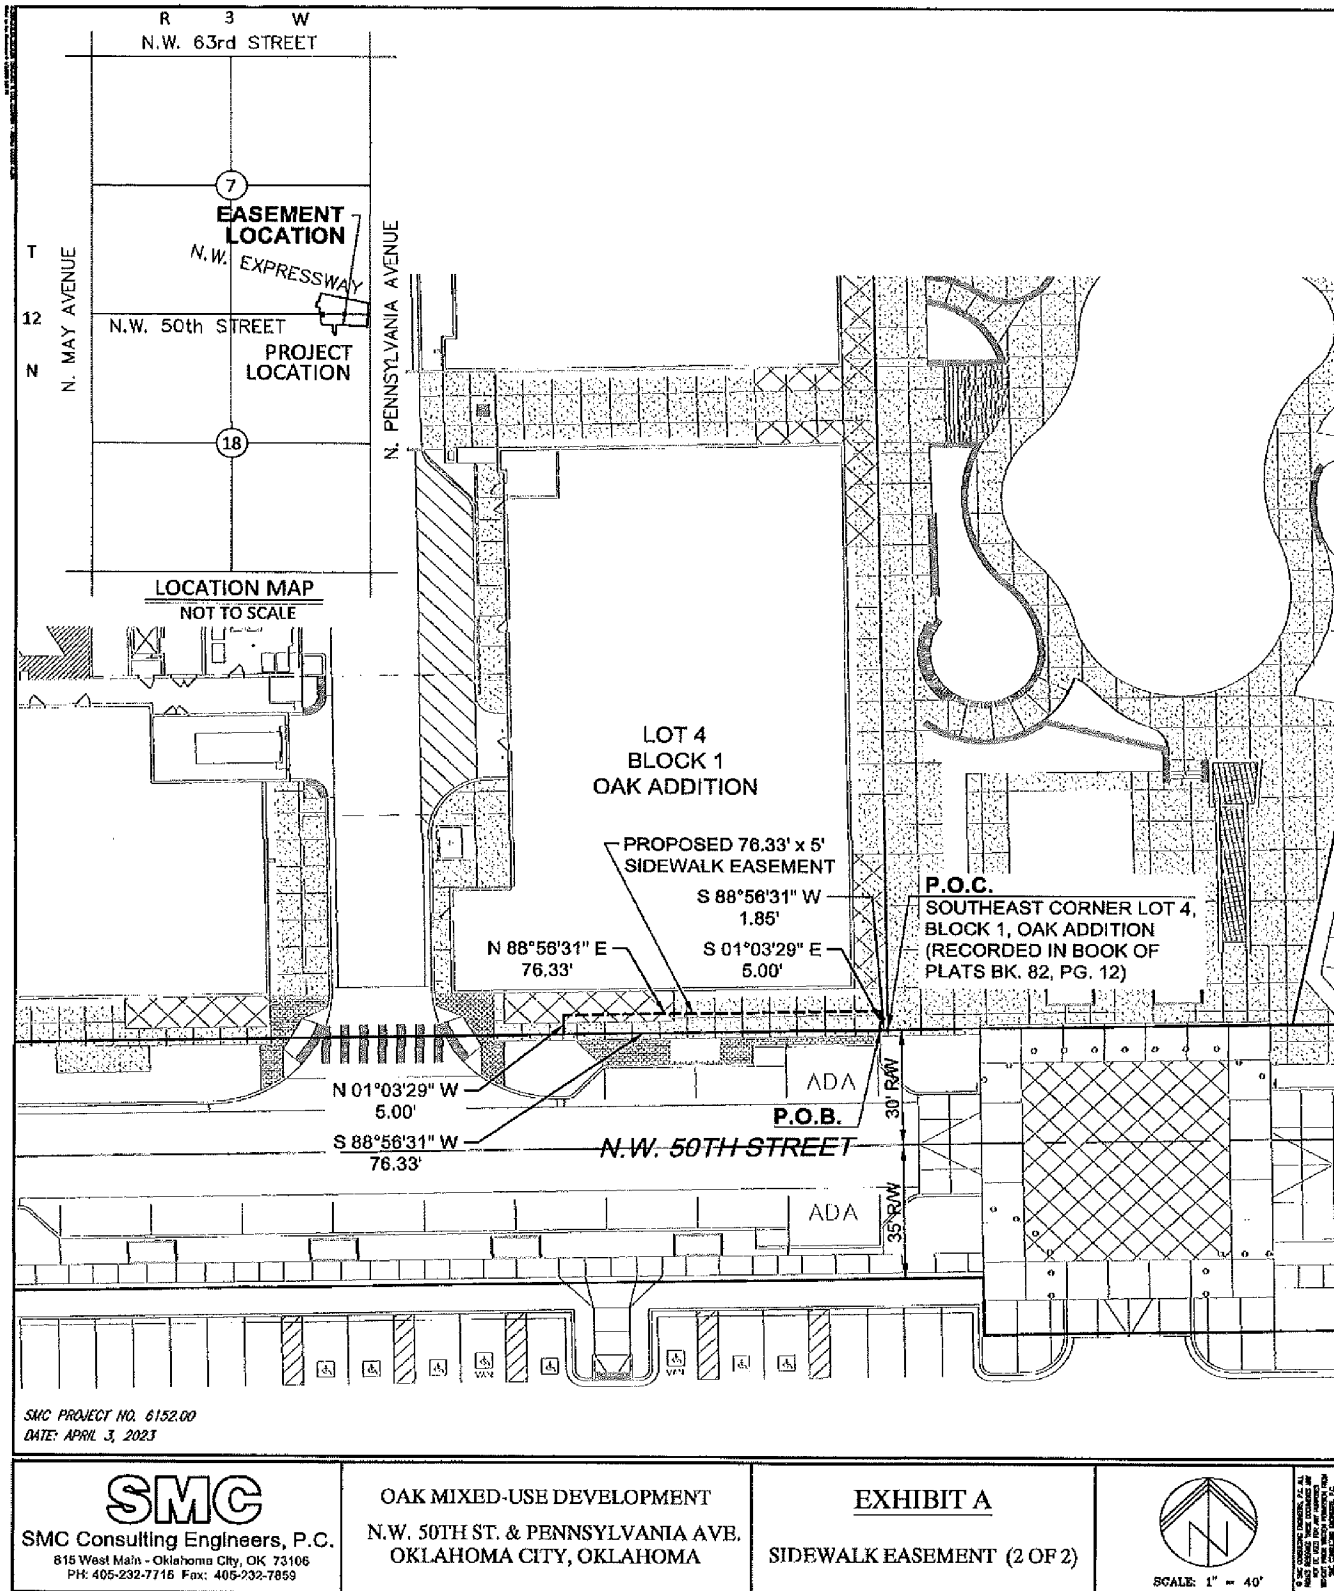 R 3 W
N.W. 63rd STREET
7
EASEMENT
LOCATION
N.W. EXPRESSWAY
T
12
N
N. MAY AVENUE
N. PENNSYLVANIA AVENUE
N.W. 50th STREET
PROJECT
LOCATION
18
LOCATION MAP
NOT TO SCALE
LOT 4
BLOCK 1
OAK ADDITION
PROPOSED 76.33' x 5'
SIDEWALK EASEMENT
S 88°56'31" W
1.85'
N 88°56'31" E
76.33'
S 01°03'29" E
5.00'
P.O.C.
SOUTHEAST CORNER LOT 4,
BLOCK 1, OAK ADDITION
(RECORDED IN BOOK OF
PLATS BK. 82, PG. 12)
N 01°03'29" W
5.00'
S 88°56'31" W
76.33'
ADA
P.O.B.
30' R/W
N.W. 50TH STREET
ADA
35' R/W
VAN
VAN
SMC PROJECT NO. 6152.00
DATE: APRIL 3, 2023
SMC
SMC Consulting Engineers, P.C.
815 West Main - Oklahoma City, OK 73106
PH: 405-232-7715 Fax: 405-232-7859
OAK MIXED-USE DEVELOPMENT
N.W. 50TH ST. & PENNSYLVANIA AVE.
OKLAHOMA CITY, OKLAHOMA
EXHIBIT A
SIDEWALK EASEMENT (2 OF 2)
N
SCALE: 1" = 40'